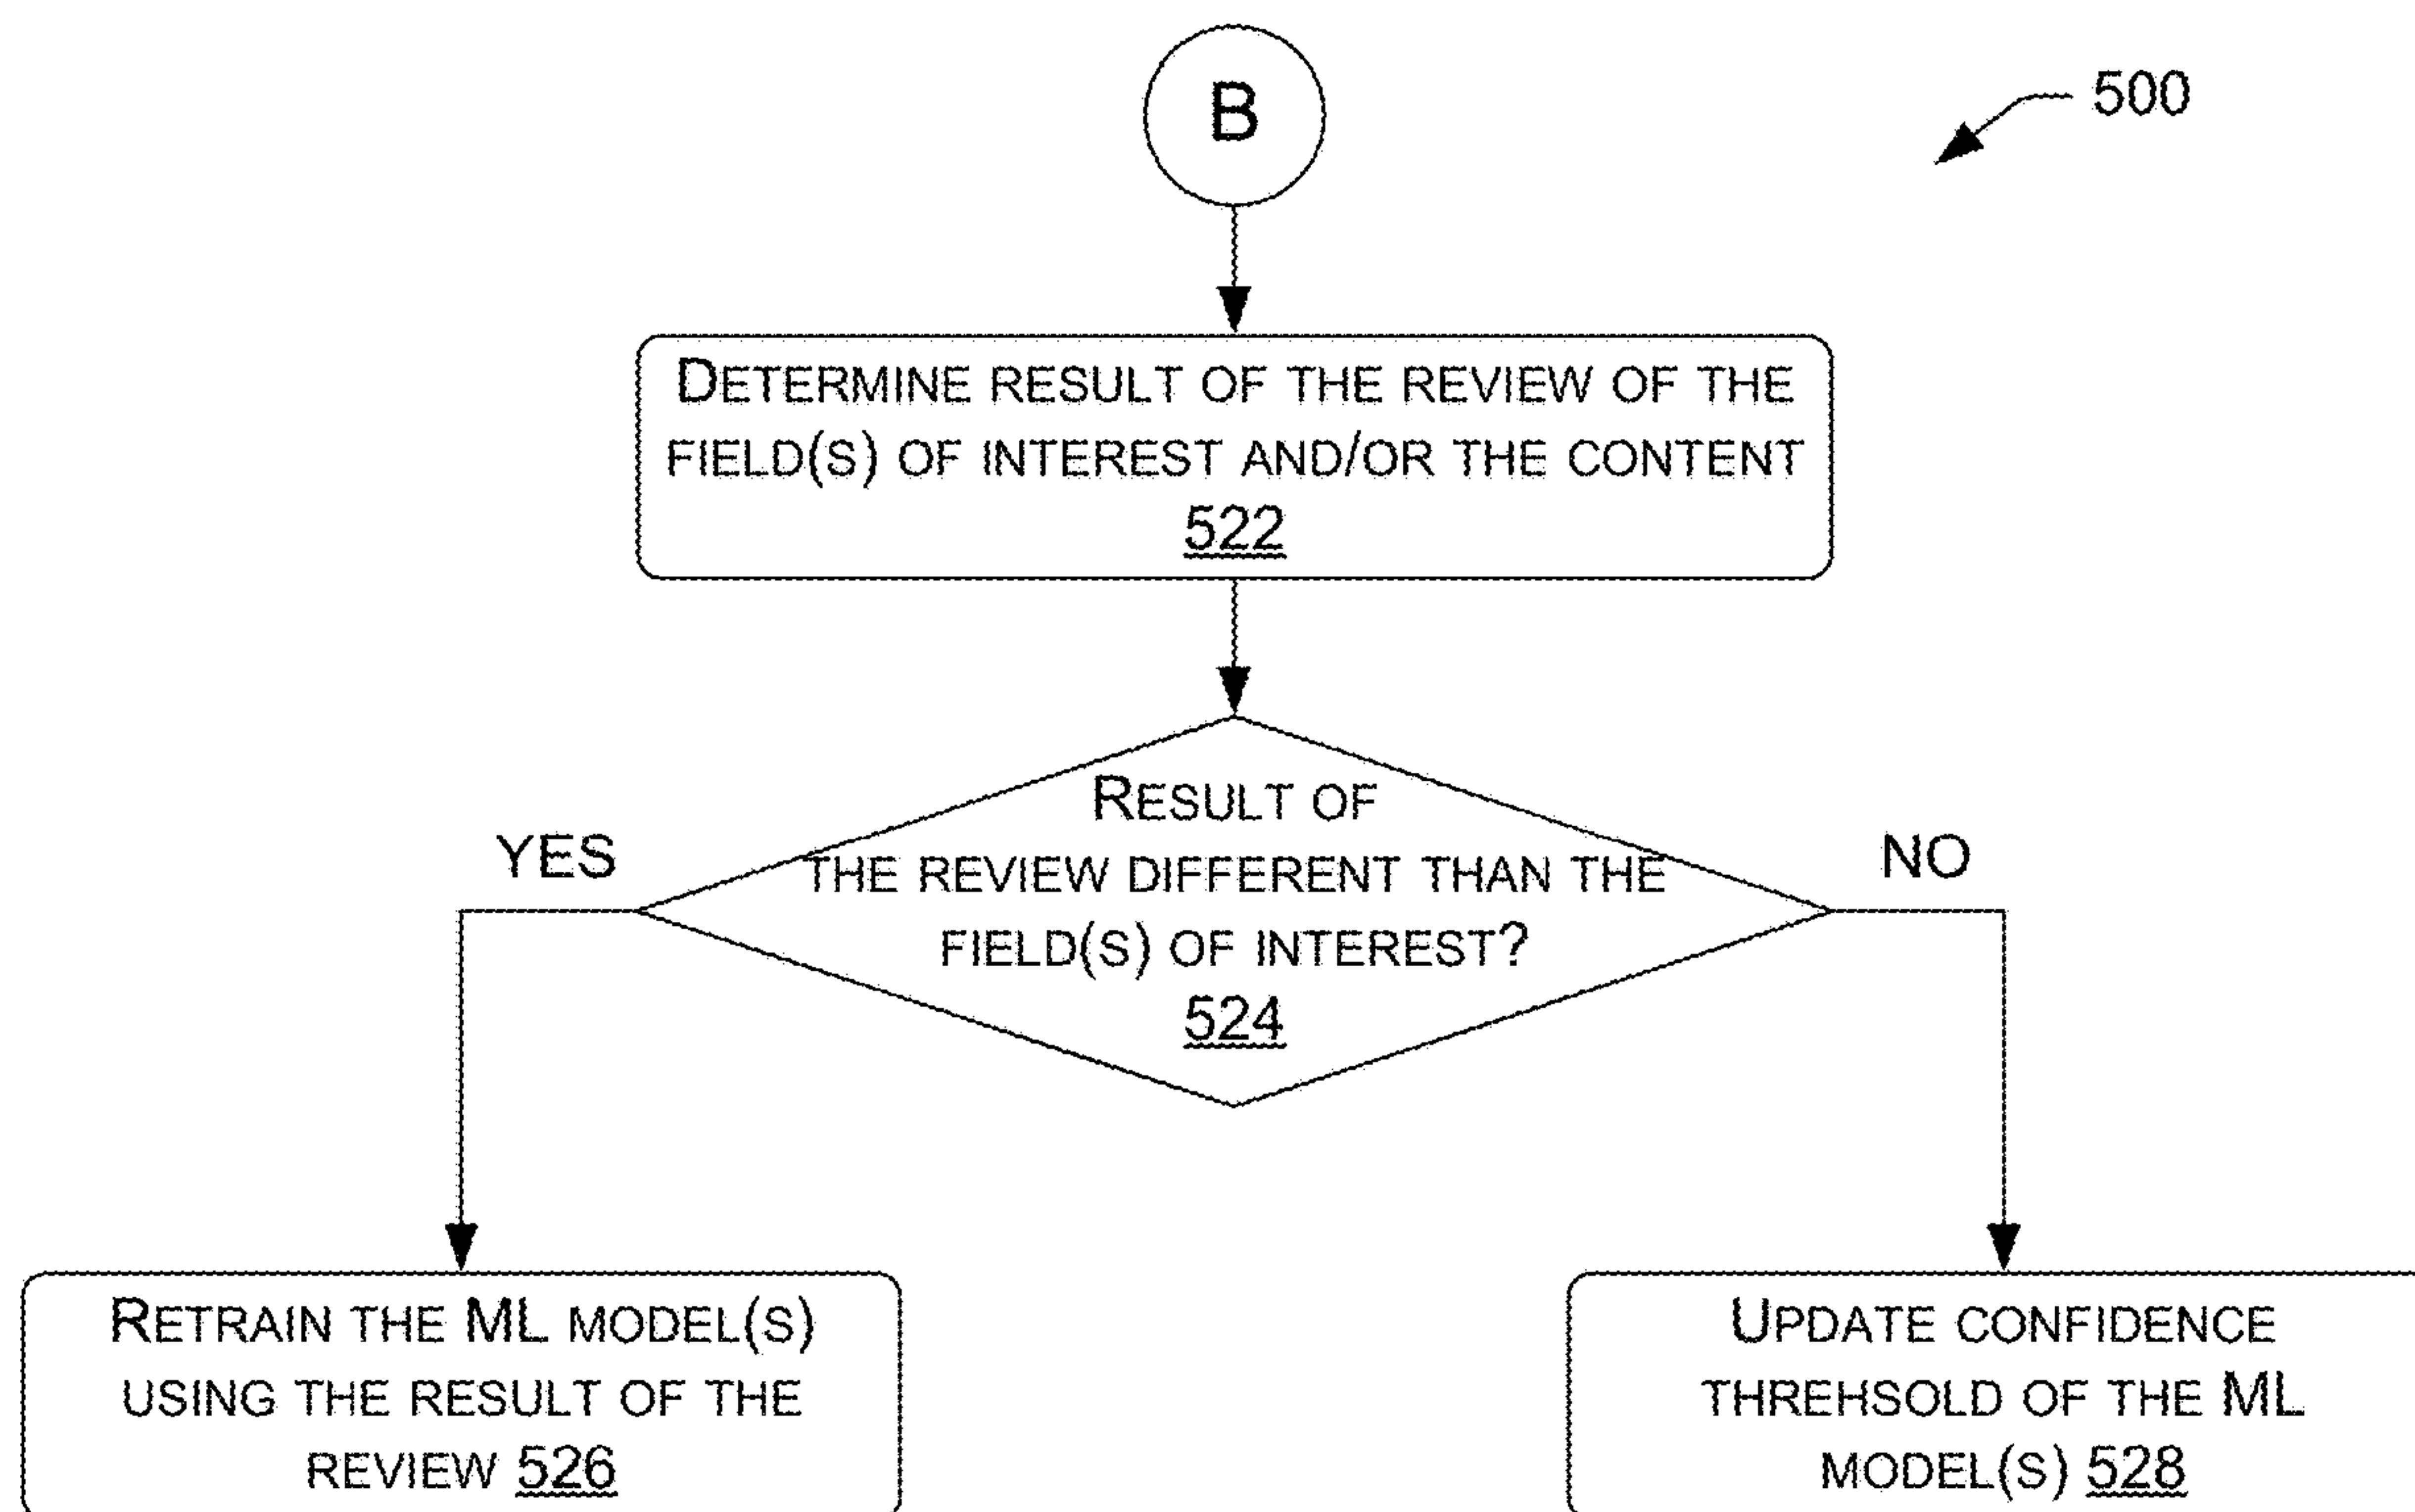 B
500
DETERMINE RESULT OF THE REVIEW OF THE
FIELD(S) OF INTEREST AND/OR THE CONTENT
522
RESULT OF
THE REVIEW DIFFERENT THAN THE
FIELD(S) OF INTEREST?
524
YES
NO
RETRAIN THE ML MODEL(S)
USING THE RESULT OF THE
REVIEW 526
UPDATE CONFIDENCE
THREHSOLD OF THE ML
MODEL(S) 528